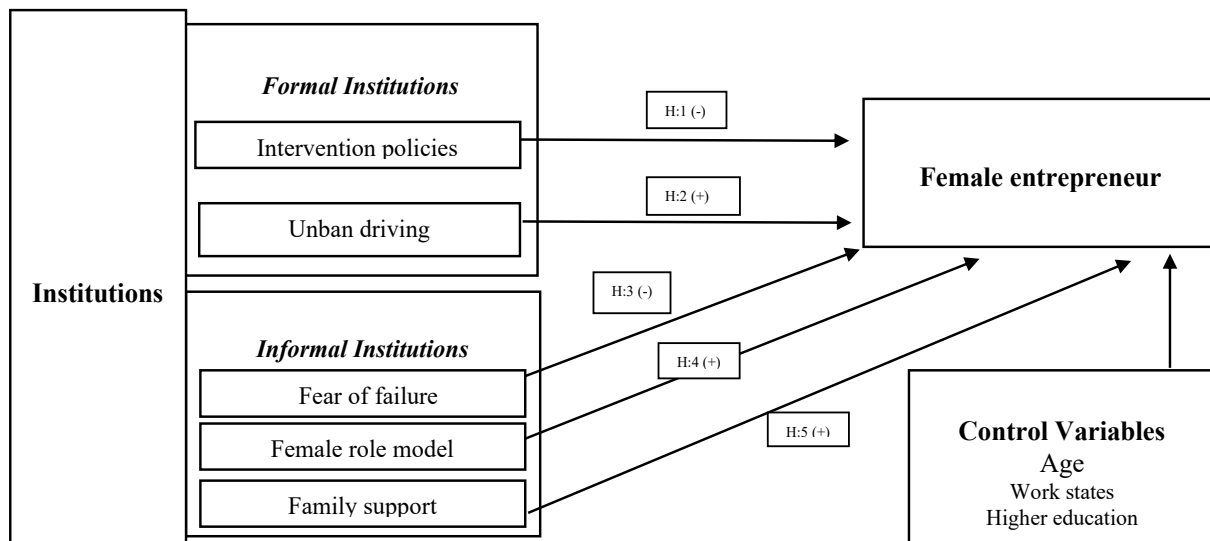 Institutions
Formal Institutions
Intervention policies
Unban driving
Informal Institutions
Fear of failure
Female role model
Family support
H:1 (-)
H:2 (+)
H:3 (-)
H:4 (+)
H:5 (+)
Female entrepreneur
Control Variables
Age
Work states
Higher education